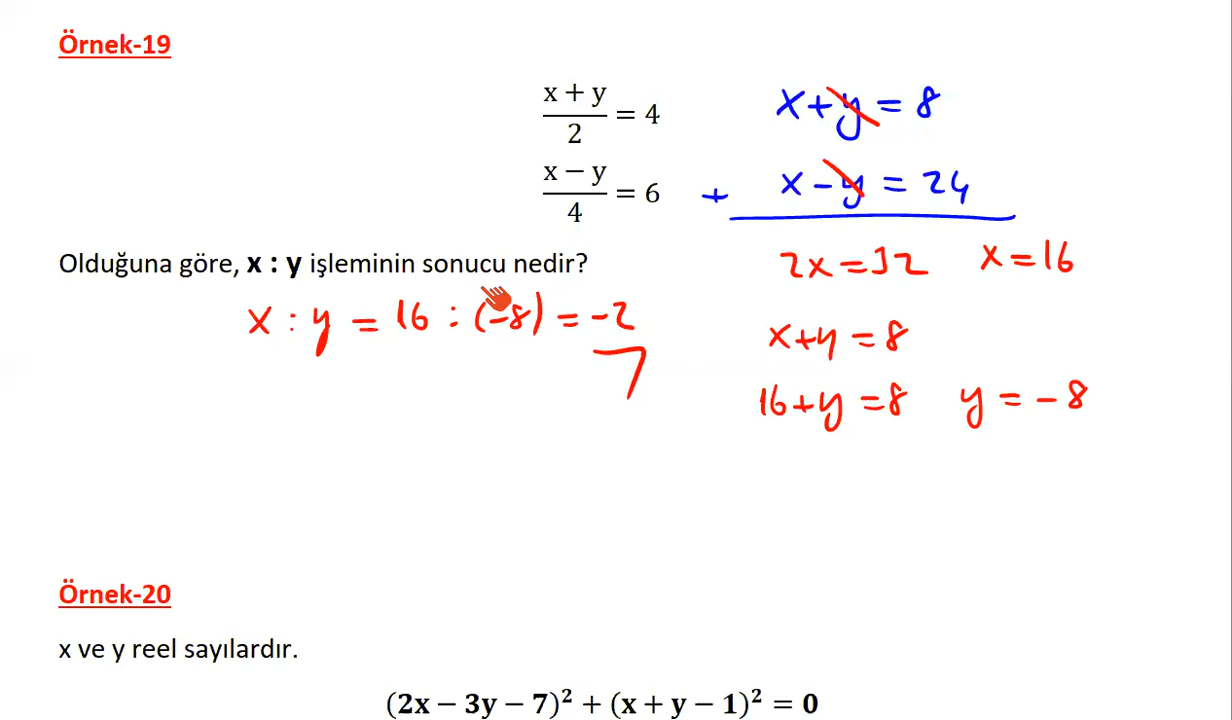 Örnek-19
x + y / 2 = 4
x − y / 4 = 6
x + y = 8
+ x − y = 24
2x = 32 x = 16
Olduğuna göre, x : y işleminin sonucu nedir?
x : y = 16 : (−8) = −2
x + y = 8
16 + y = 8 y = −8
Örnek-20
x ve y reel sayılardır.
(2x − 3y − 7)² + (x + y − 1)² = 0